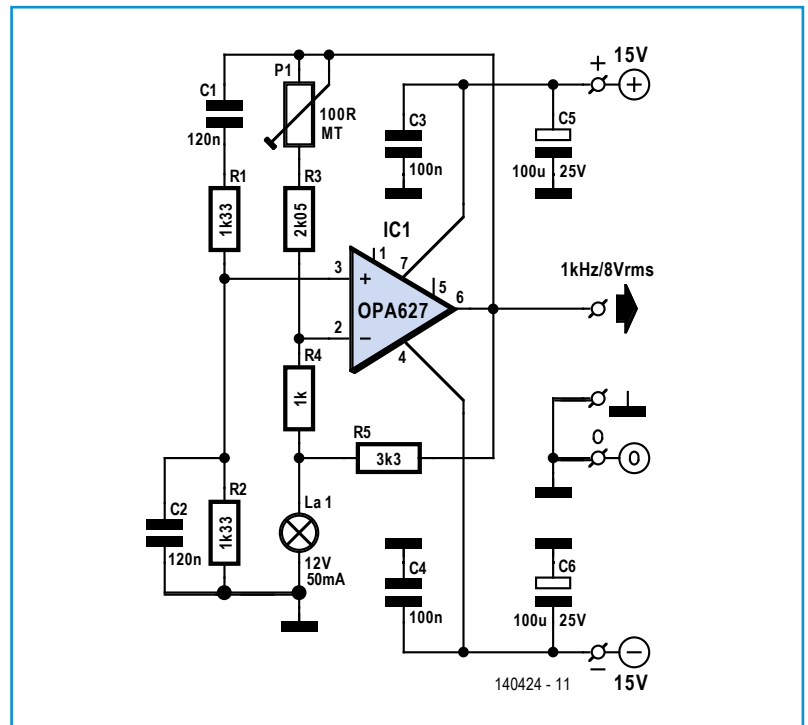 + 15V
+
P1
C1
100R
MT
120n
C3
100n
C5
100u 25V
R1
1k33
R3
2k05
IC1
1
7
3
+
5
6
OPA627
2
−
4
1kHz/8Vrms
R4
1k
R5
3k3
0
0
C2
120n
R2
1k33
La 1
12V
50mA
C4
100n
C6
100u 25V
−
− 15V
140424 - 11